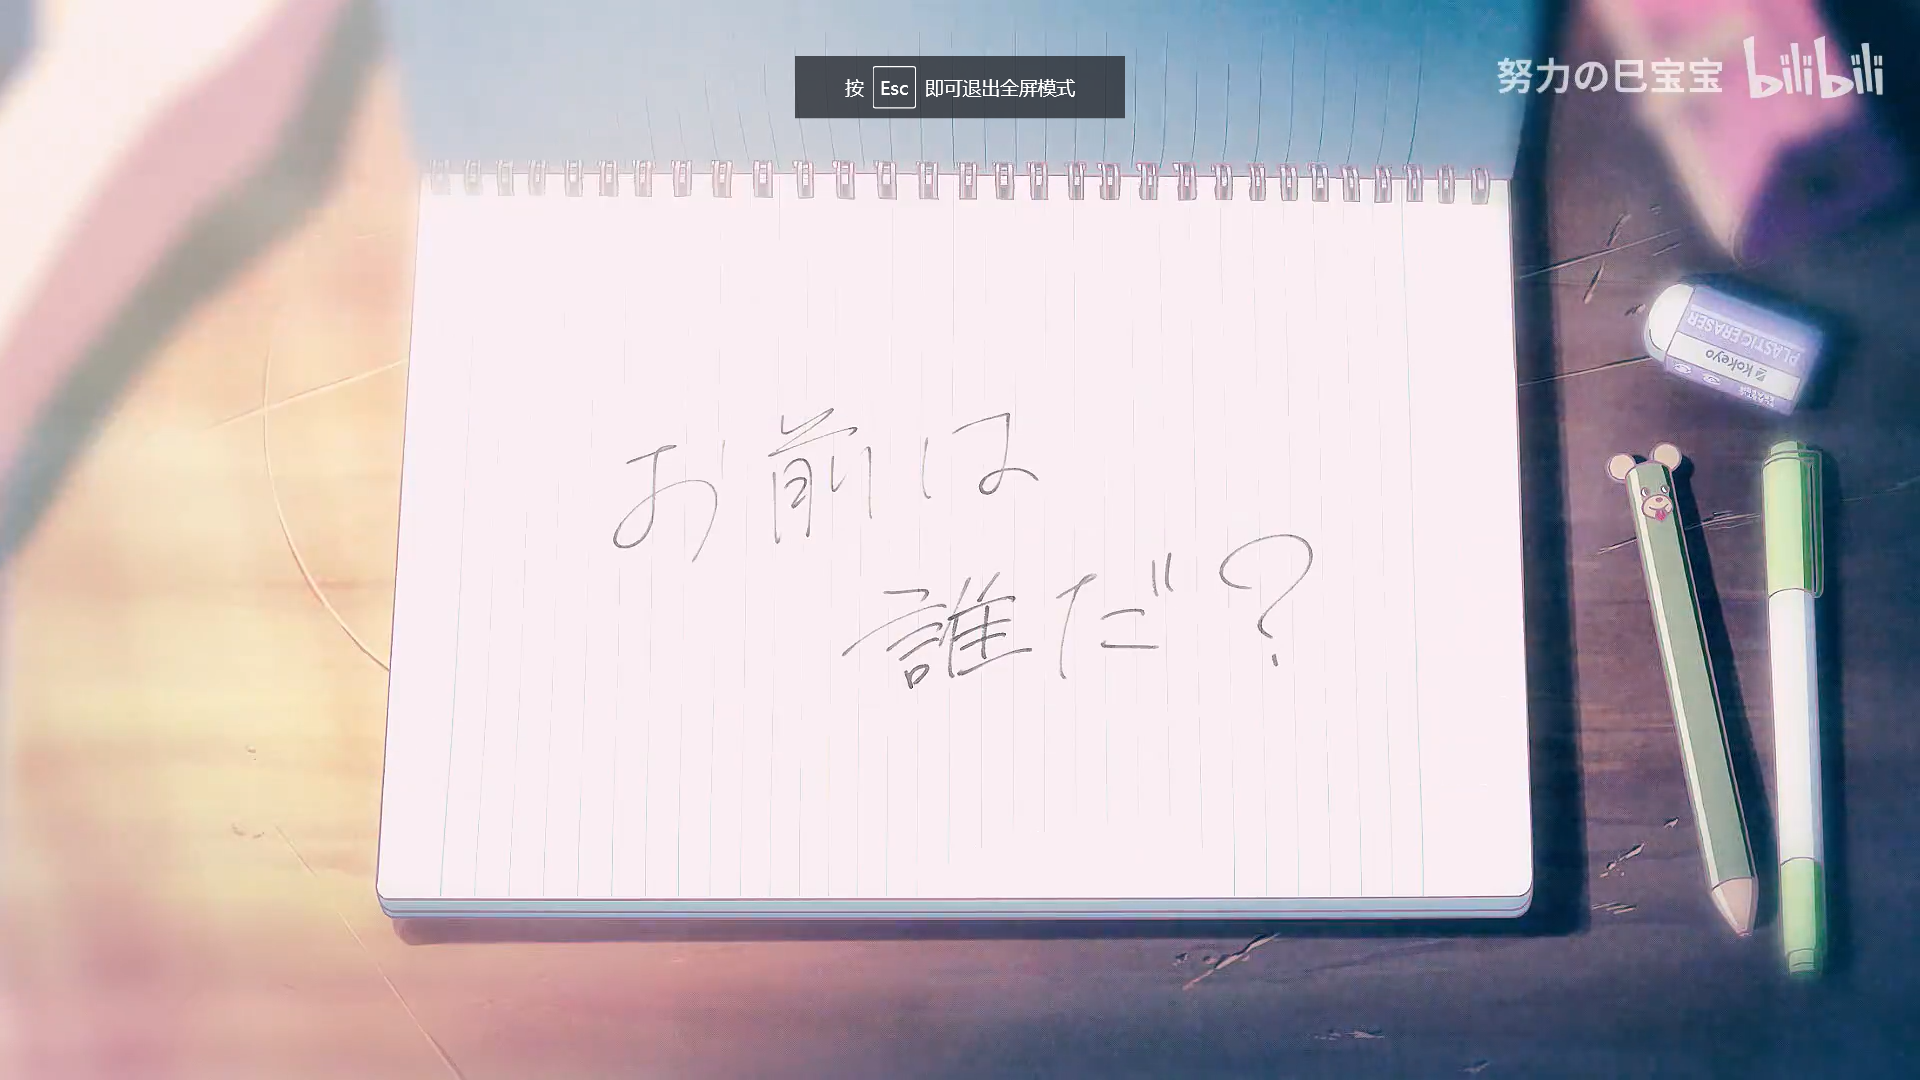 按 Esc 即可退出全屏模式
努力の巳宝宝 bilibili
お前は
誰だ?
PLASTIC ERASER
kokeyo